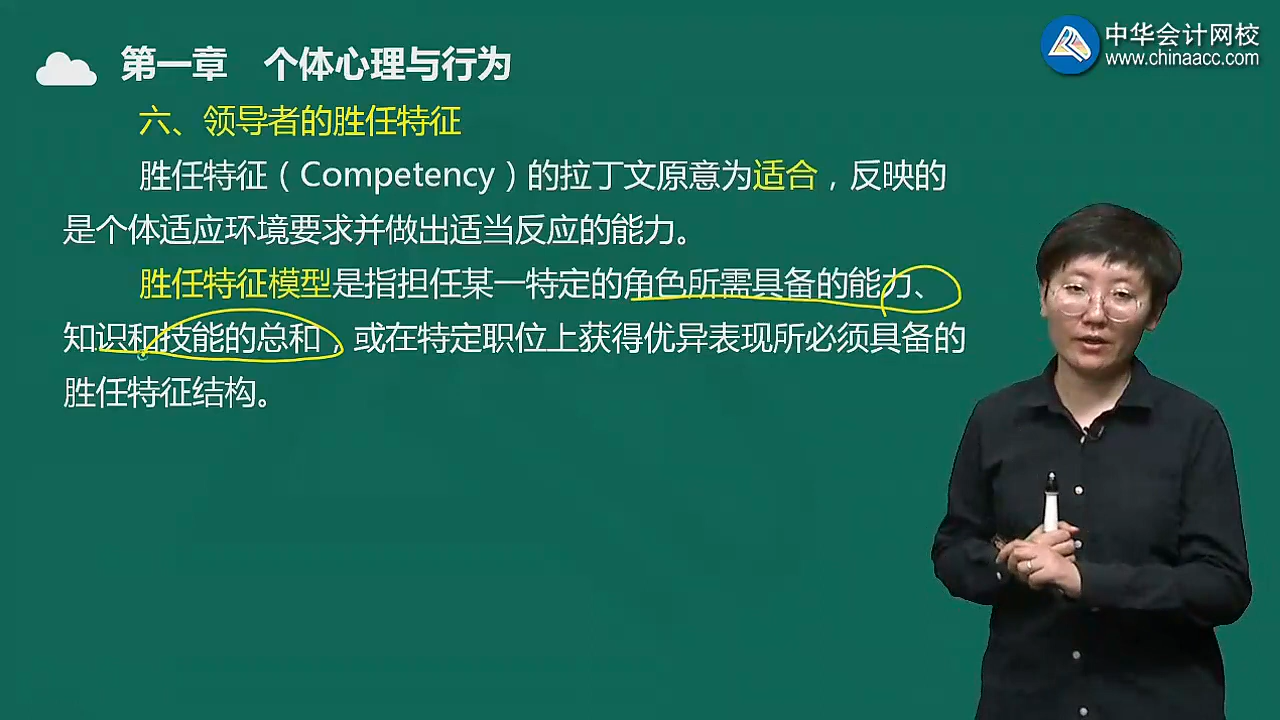 中华会计网校
www.chinaacc.com
第一章 个体心理与行为
六、领导者的胜任特征
胜任特征（Competency）的拉丁文原意为适合，反映的
是个体适应环境要求并做出适当反应的能力。
胜任特征模型是指担任某一特定的角色所需具备的能力、
知识和技能的总和，或在特定职位上获得优异表现所必须具备的
胜任特征结构。